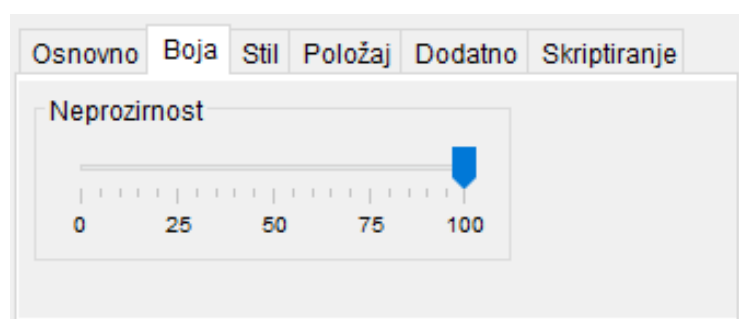 Osnovno Boja Stil Položaj Dodatno Skriptiranje
Neprozirnost
0 25 50 75 100